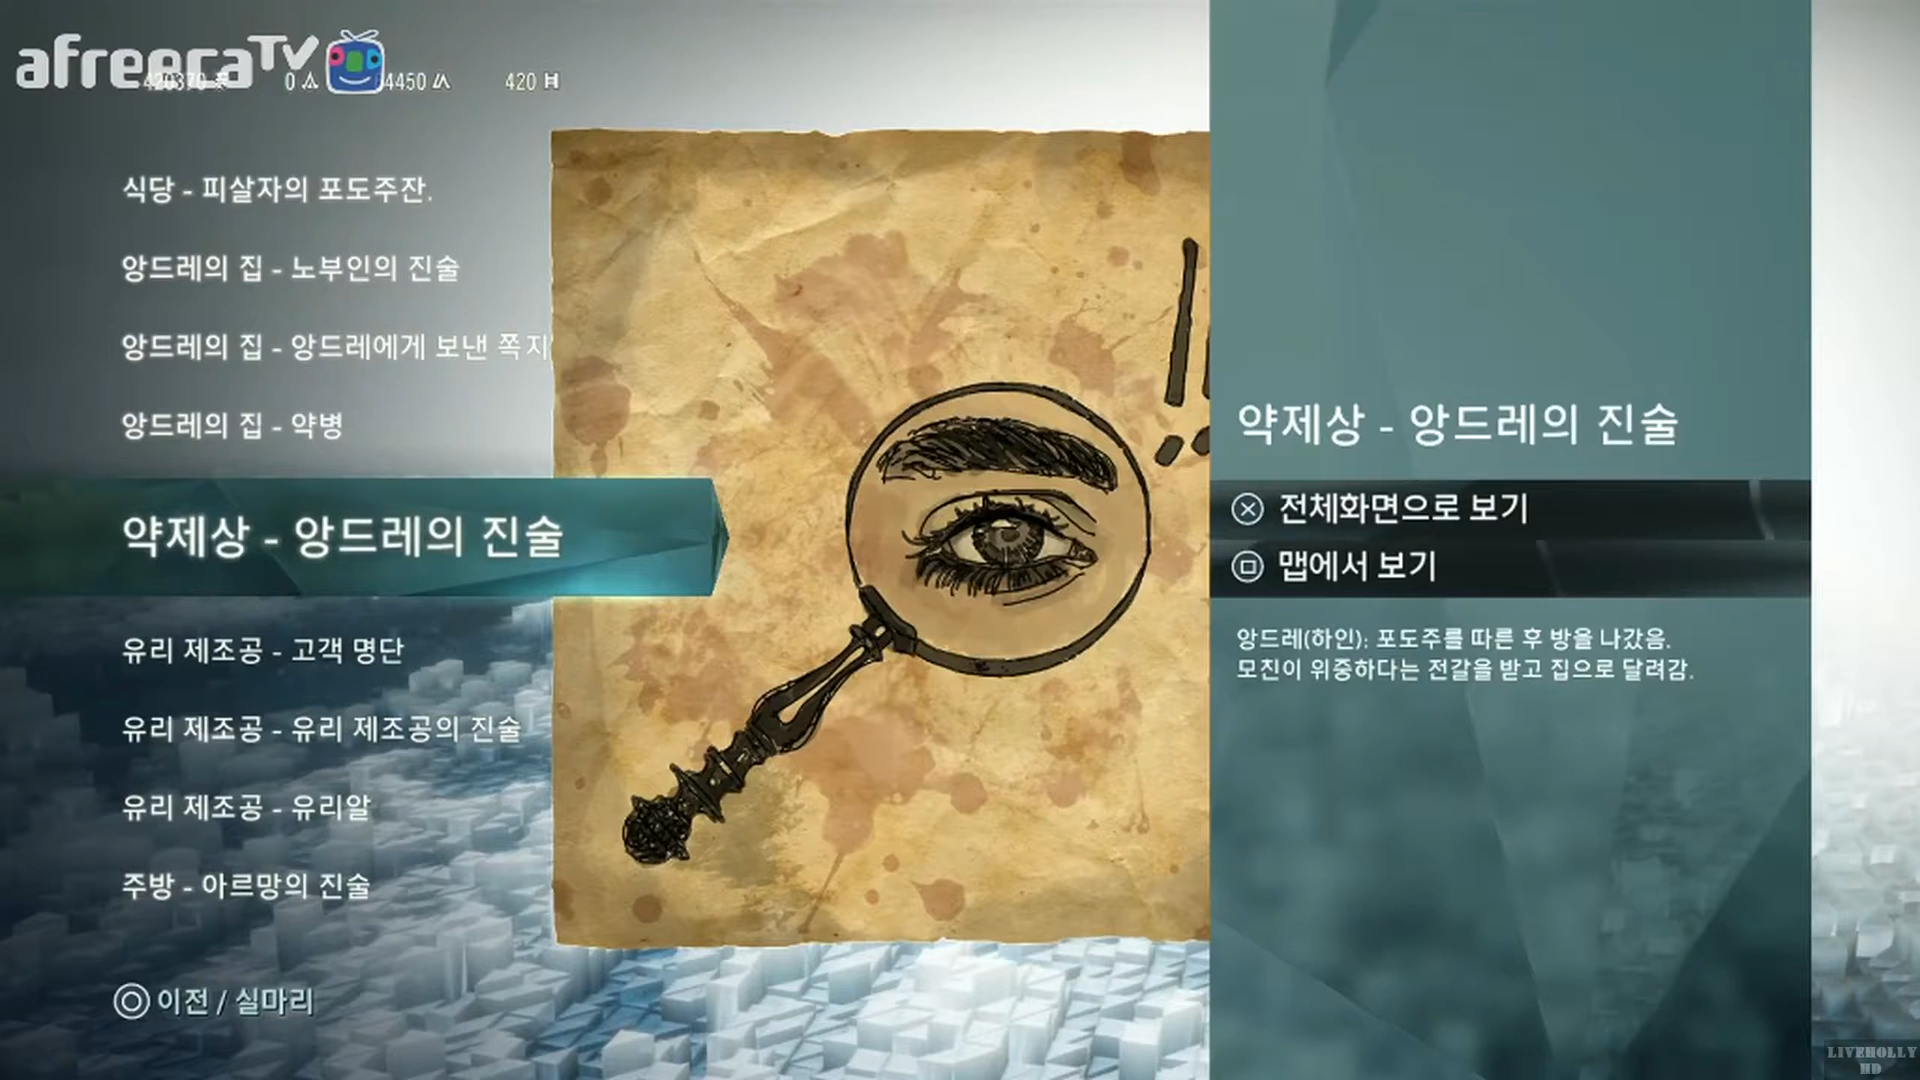 afreecaTV
420370
0
4450
420
식당 - 피살자의 포도주잔.
앙드레의 집 - 노부인의 진술
앙드레의 집 - 앙드레에게 보낸 쪽지
앙드레의 집 - 약병
약제상 - 앙드레의 진술
유리 제조공 - 고객 명단
유리 제조공 - 유리 제조공의 진술
유리 제조공 - 유리알
주방 - 아르망의 진술
이전 / 실마리
약제상 - 앙드레의 진술
전체화면으로 보기
맵에서 보기
앙드레(하인): 포도주를 따른 후 방을 나갔음.
모친이 위중하다는 전갈을 받고 집으로 달려감.
LIVEHOLLY
HD